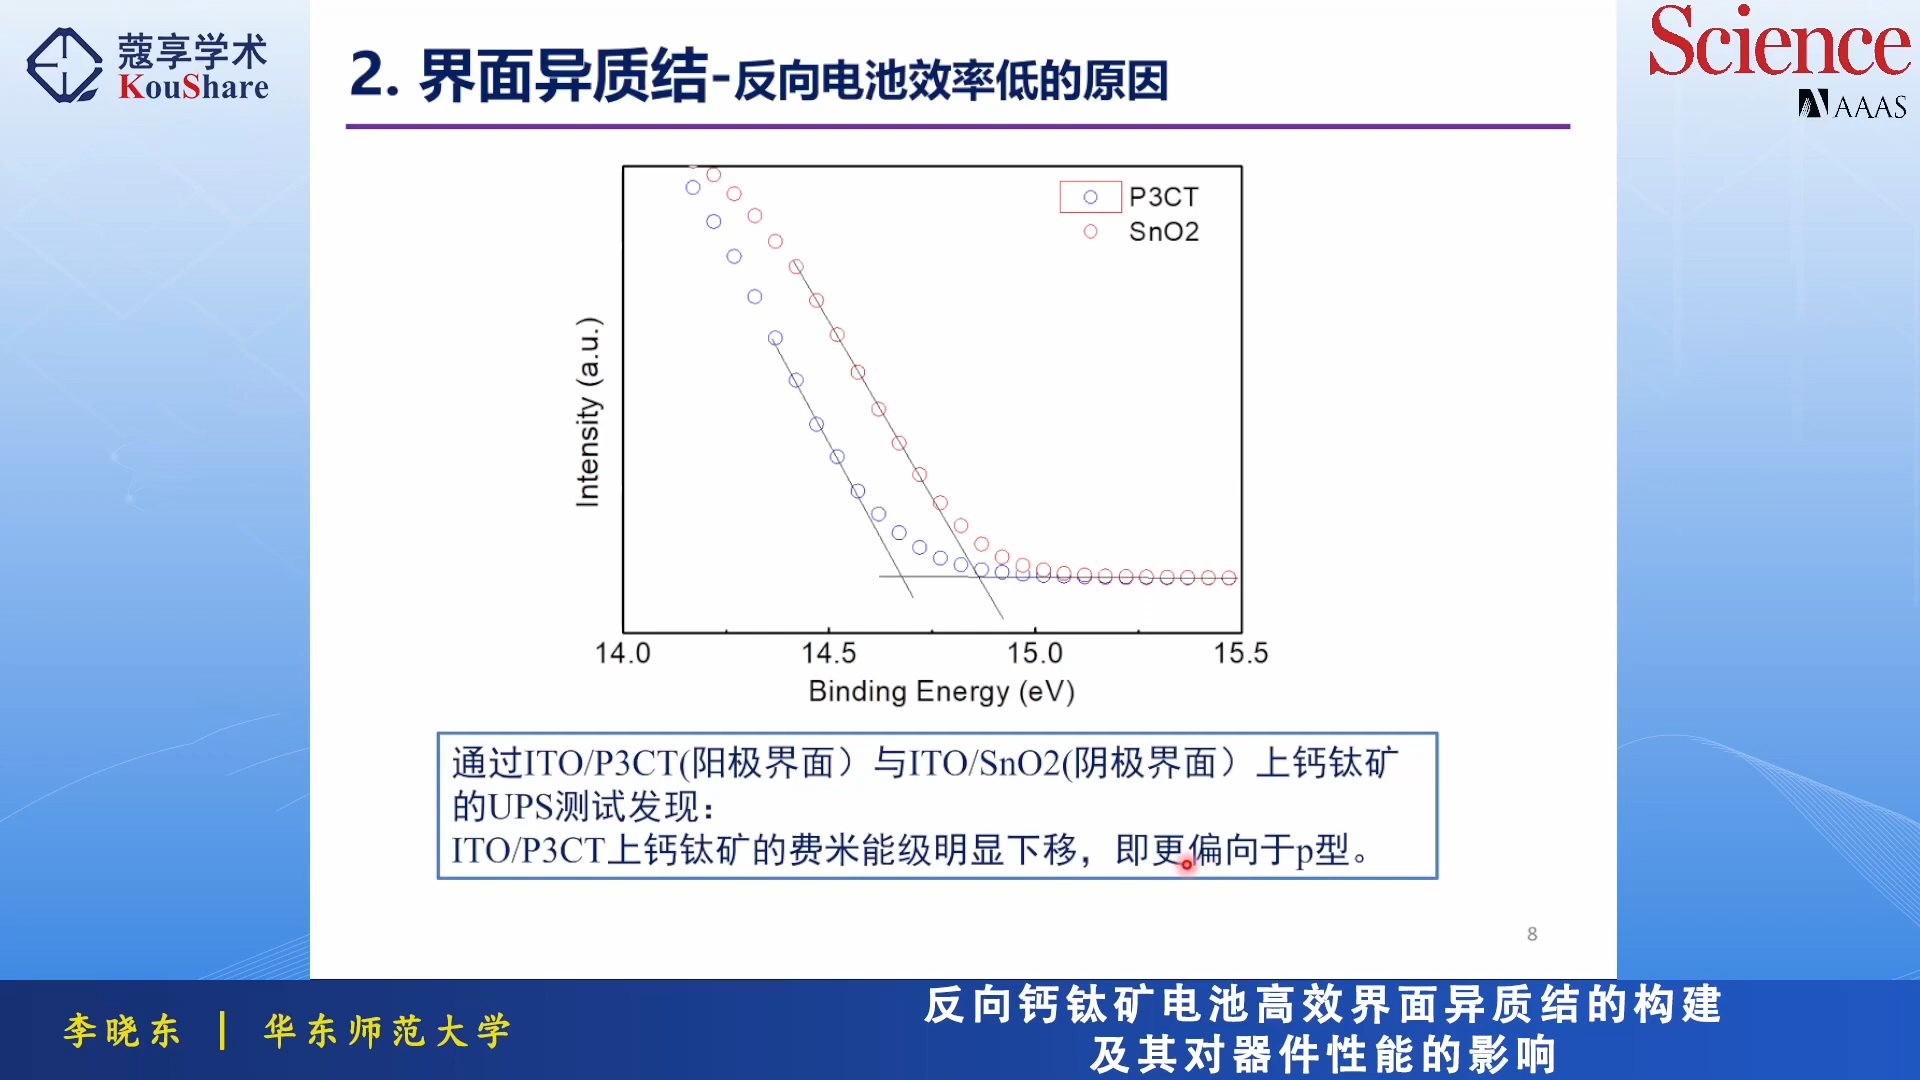 蔻享学术
KouShare
2. 界面异质结-反向电池效率低的原因
Science
AAAS
P3CT
SnO2
Intensity (a.u.)
14.0 14.5 15.0 15.5
Binding Energy (eV)
通过ITO/P3CT(阳极界面）与ITO/SnO2(阴极界面）上钙钛矿
的UPS测试发现：
ITO/P3CT上钙钛矿的费米能级明显下移，即更偏向于p型。
8
李晓东 | 华东师范大学
反向钙钛矿电池高效界面异质结的构建
及其对器件性能的影响